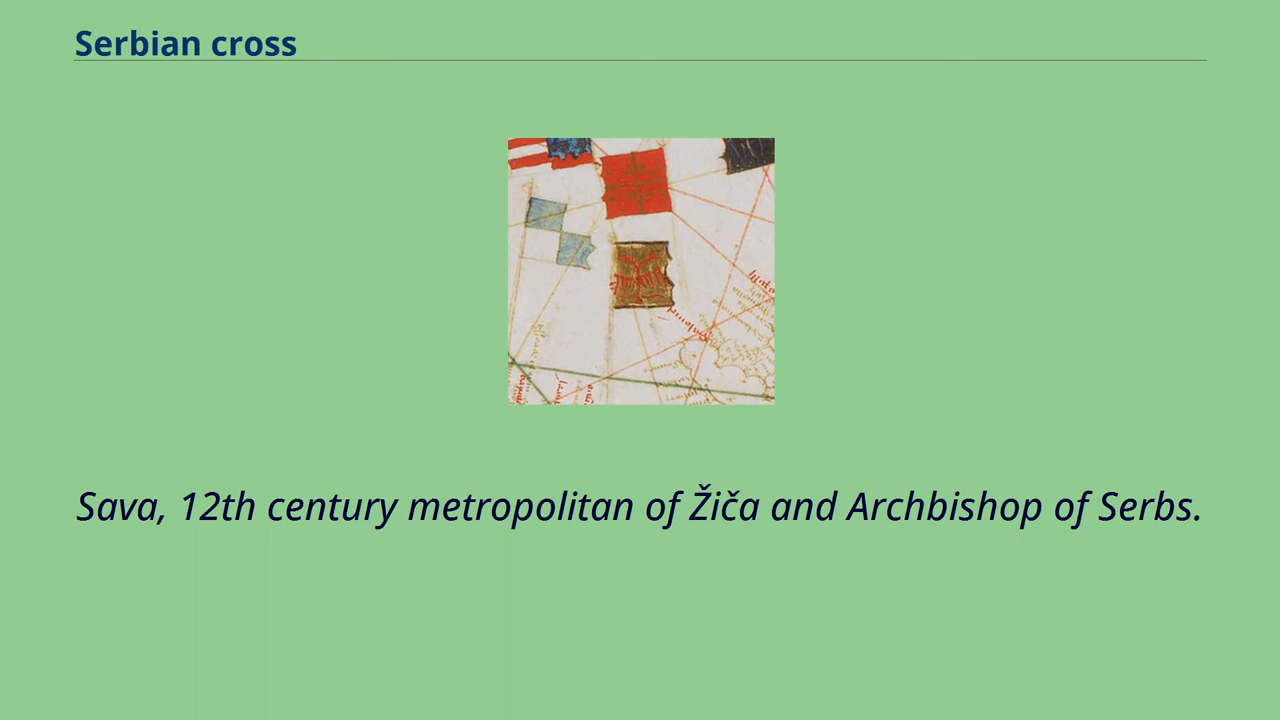 Serbian cross
Sava, 12th century metropolitan of Žiča and Archbishop of Serbs.